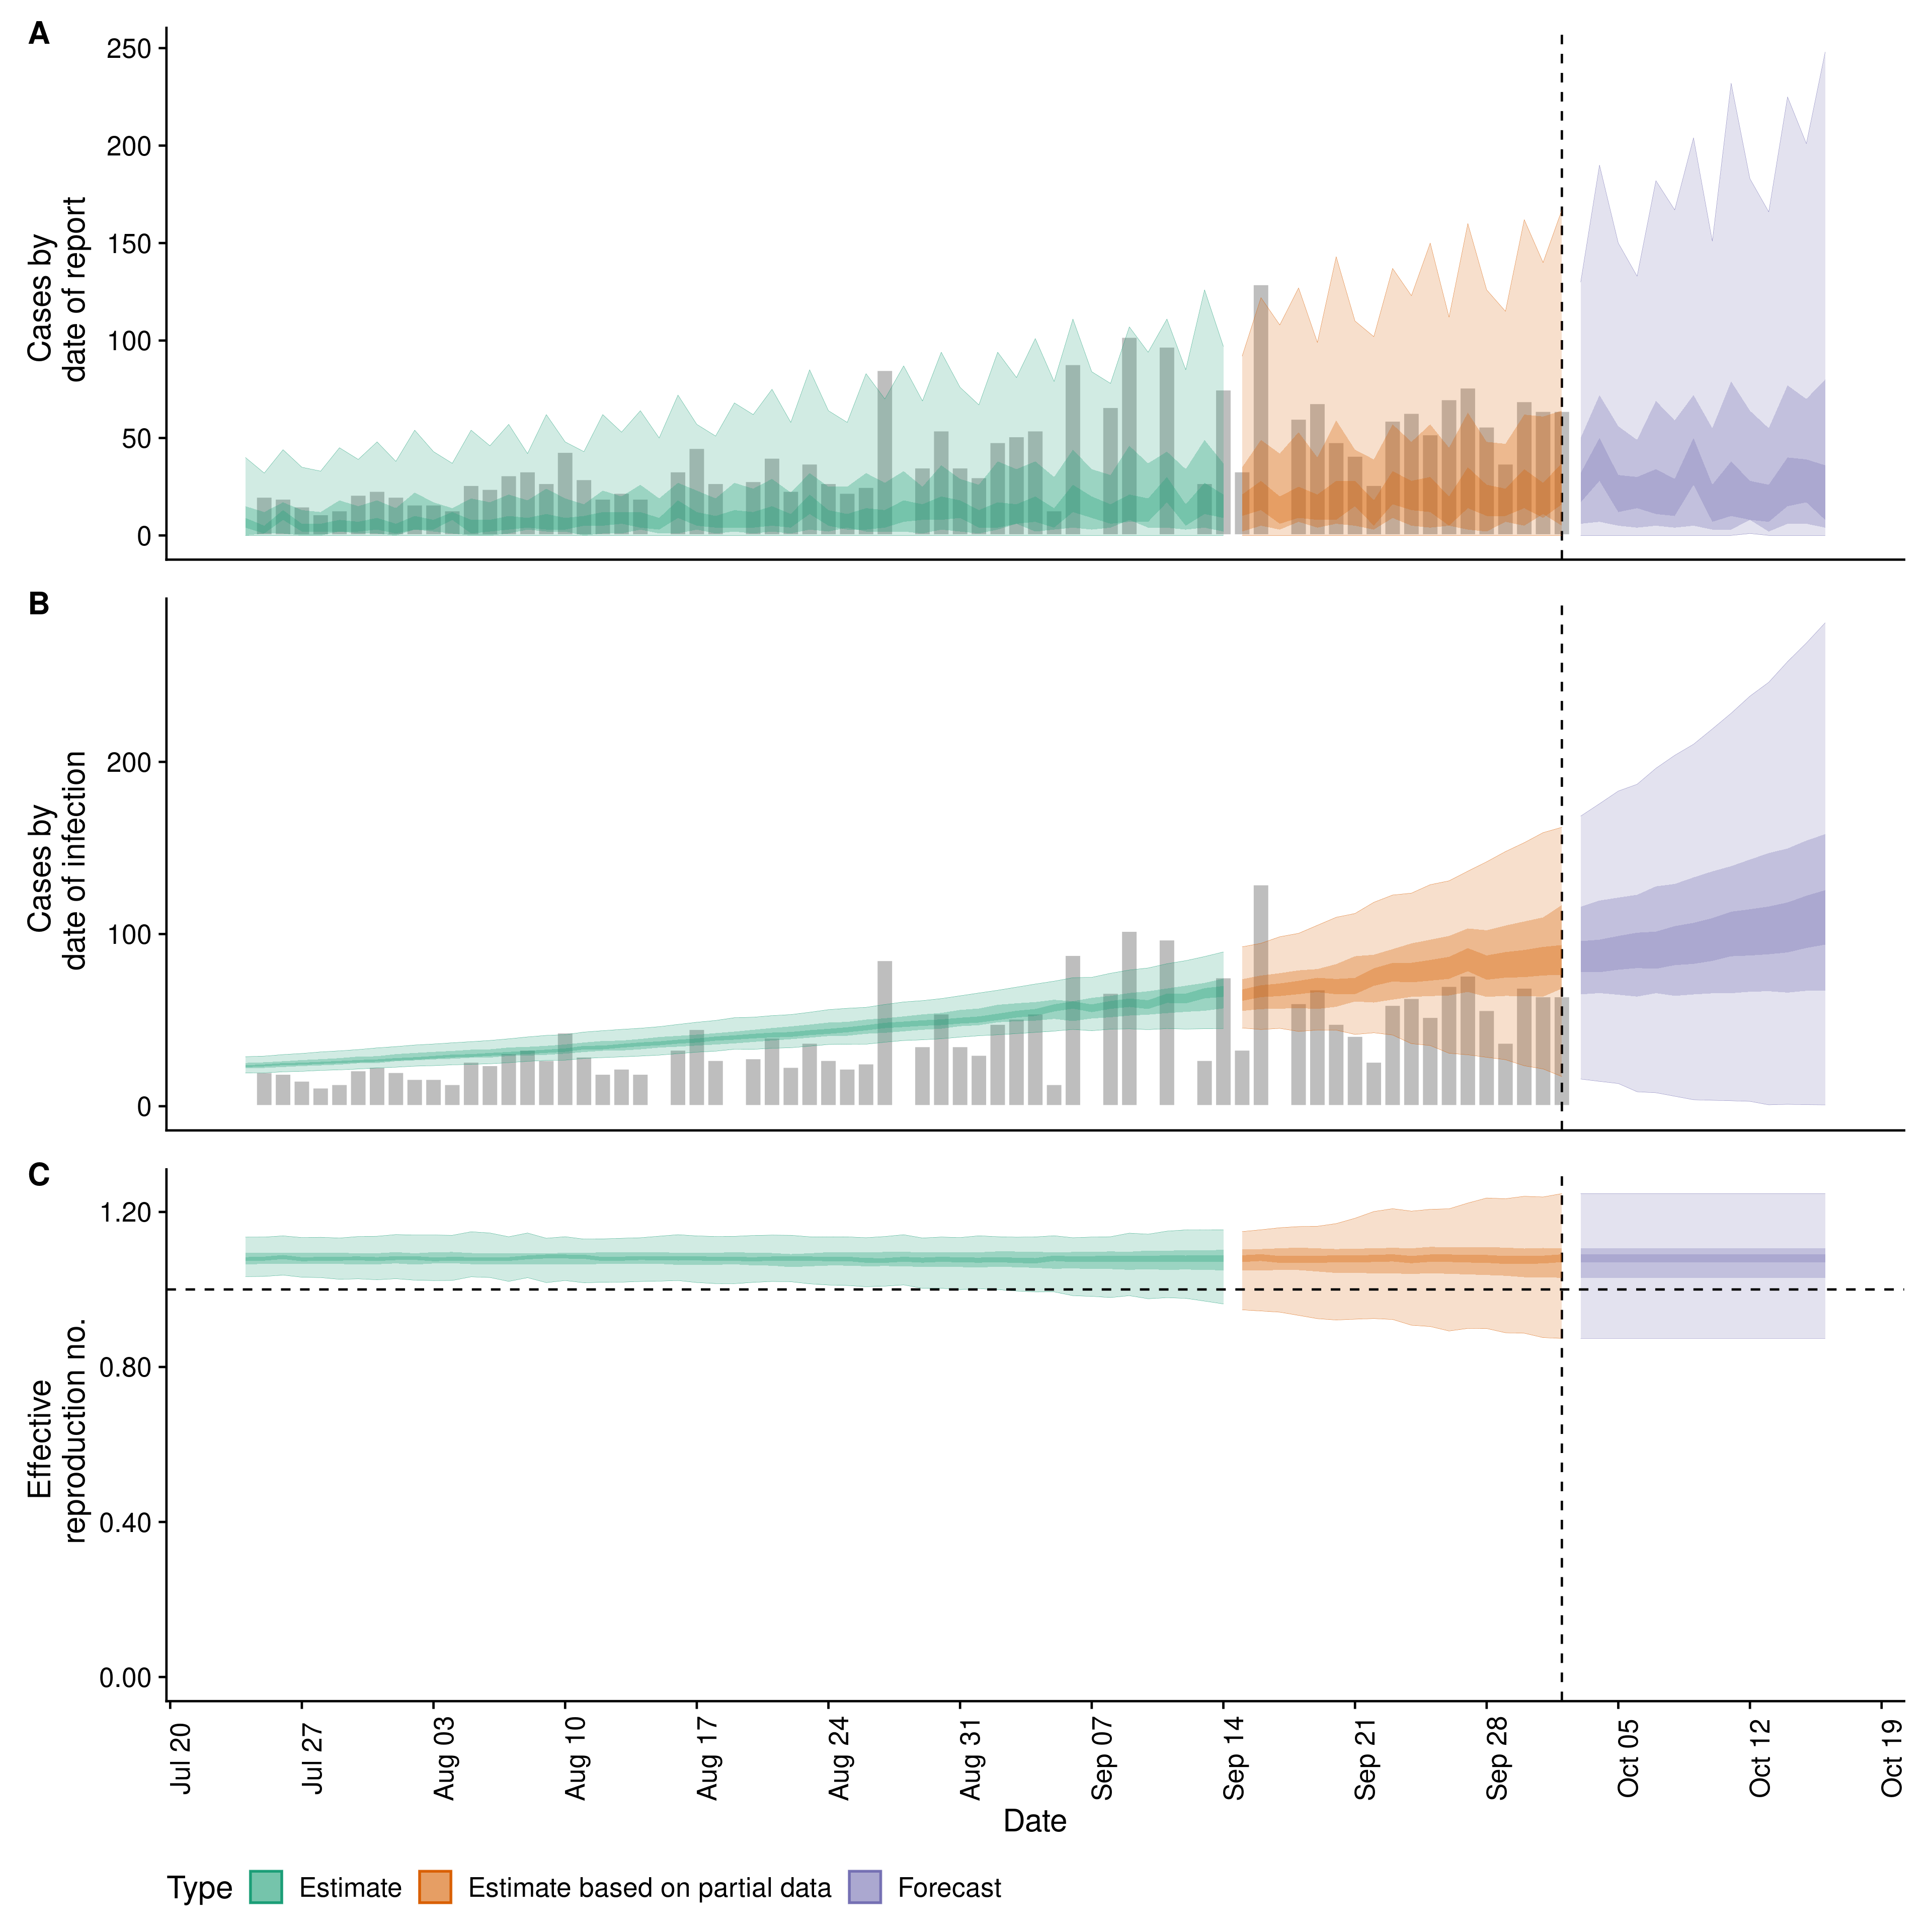 A
250
200
150
100
50
0
Cases by
date of report
B
200
100
0
Cases by
date of infection
C
1.20
0.80
0.40
0.00
Effective
reproduction no.
Jul 20
Jul 27
Aug 03
Aug 10
Aug 17
Aug 24
Aug 31
Sep 07
Sep 14
Sep 21
Sep 28
Oct 05
Oct 12
Oct 19
Date
Type Estimate Estimate based on partial data Forecast